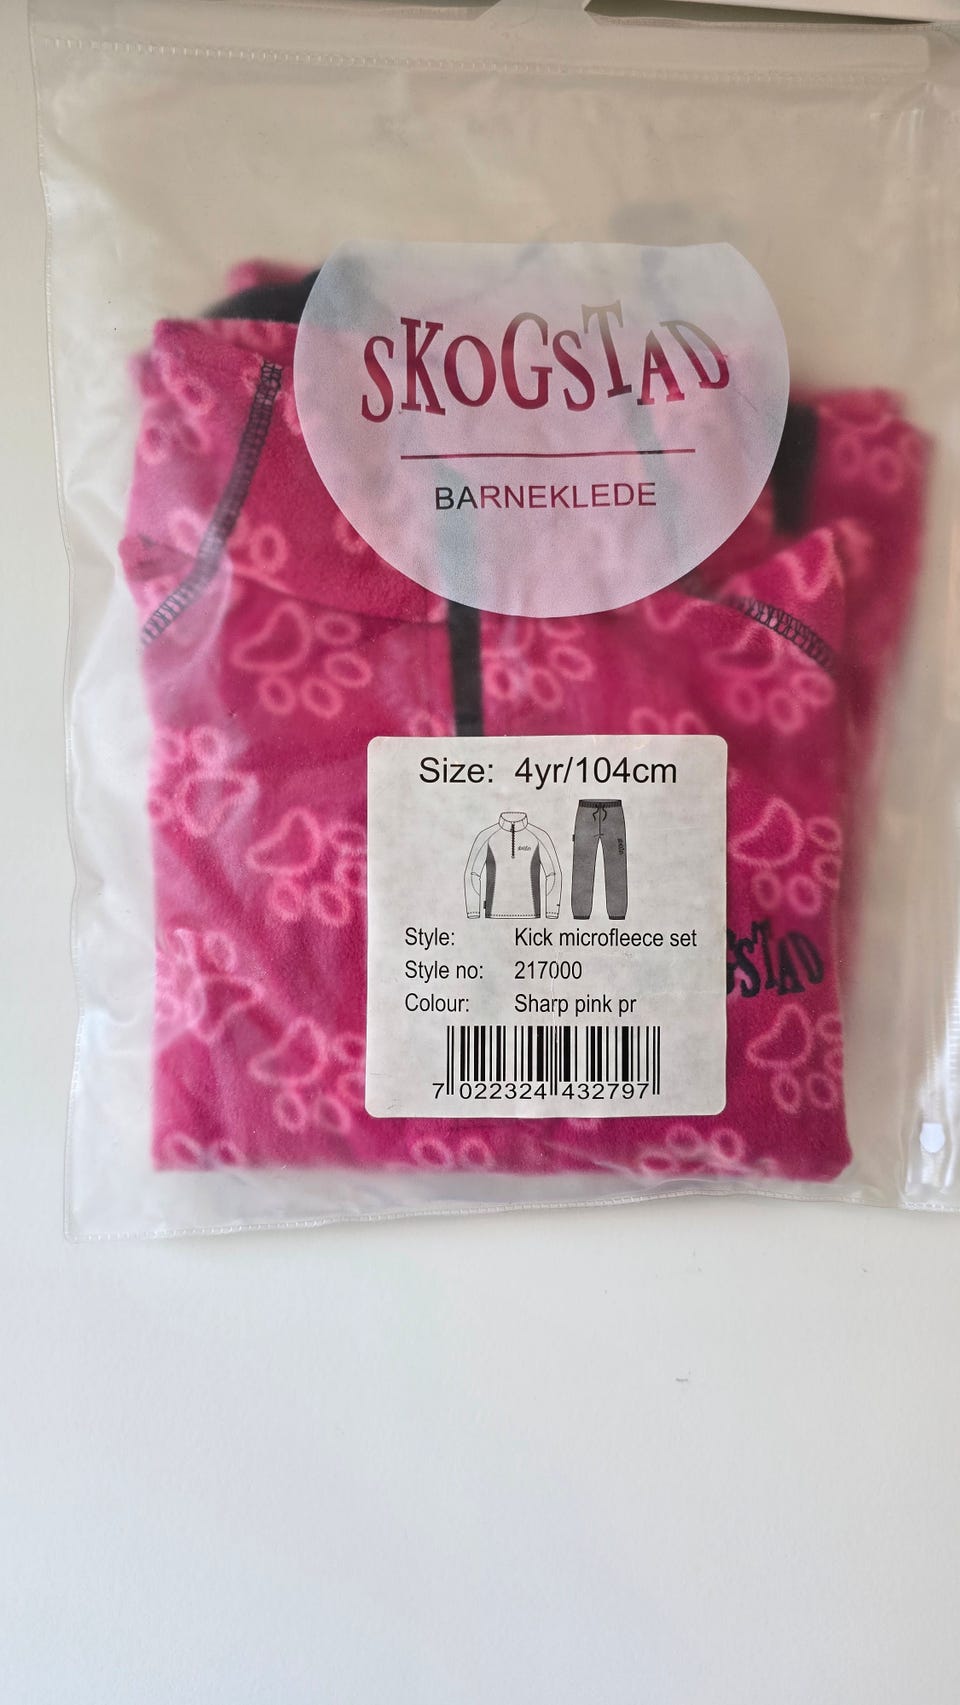 SKOGSTAD
BARNEKLEDE
Size: 4yr/104cm
Style: Kick microfleece set
Style no: 217000
Colour: Sharp pink pr
7 022324 432797
GSTAD